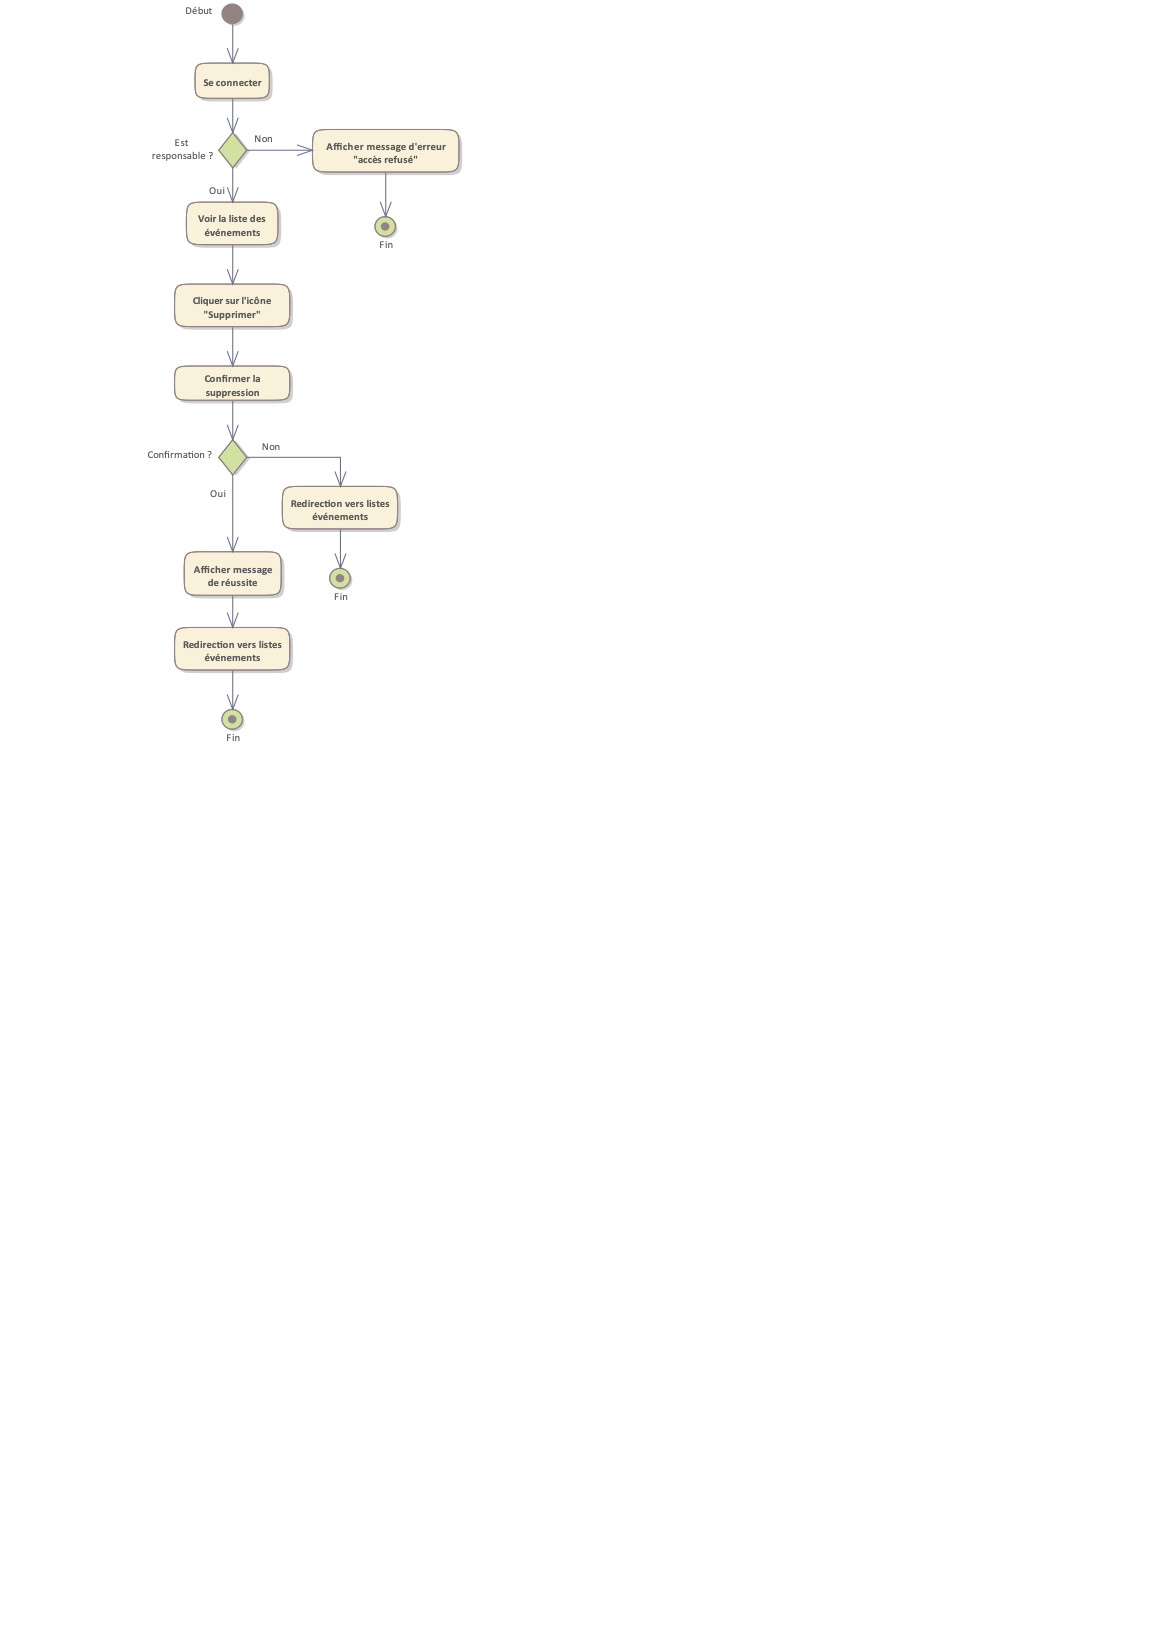 Début
Se connecter
Est
responsable ?
Non
Afficher message d'erreur
"accès refusé"
Oui
Fin
Voir la liste des
événements
Cliquer sur l'icône
"Supprimer"
Confirmer la
suppression
Confirmation ?
Non
Oui
Redirection vers listes
événements
Fin
Afficher message
de réussite
Redirection vers listes
événements
Fin